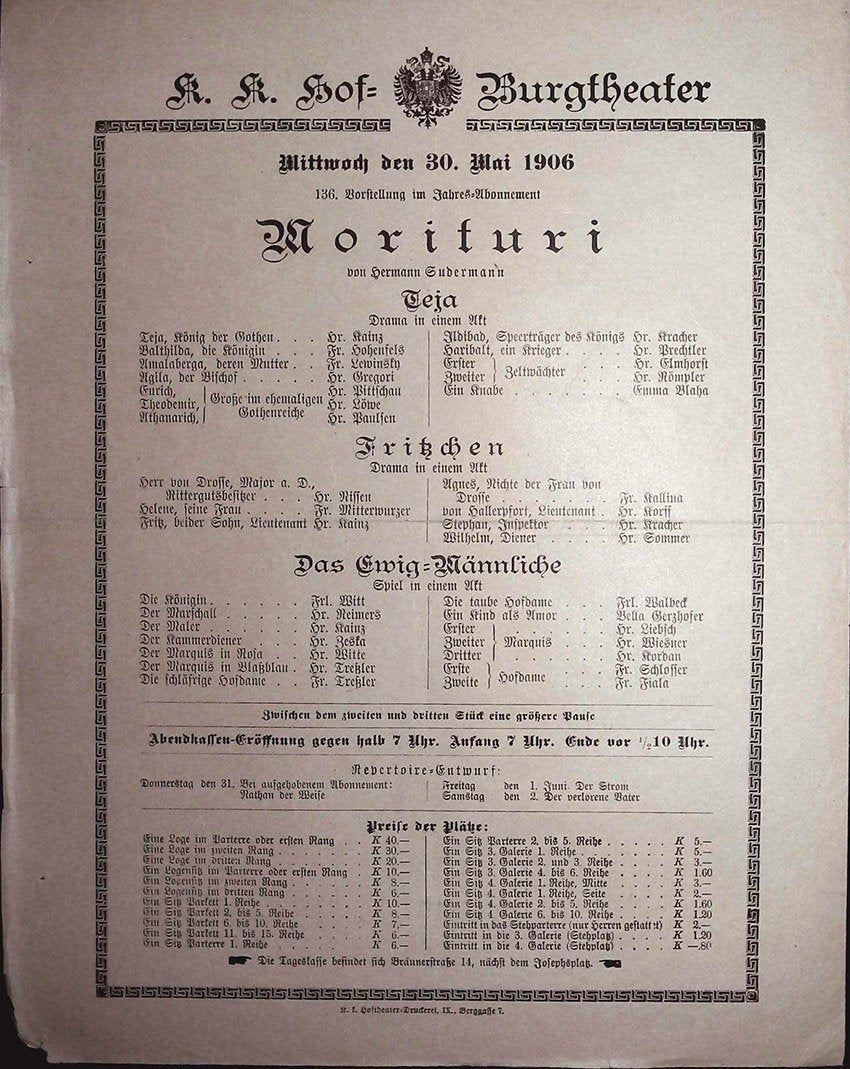 K. K. Hof= Burgtheater
Mittwoch den 30. Mai 1906
136. Vorstellung im Jahres=Abonnement
Morituri
von Hermann Sudermann
Teja
Drama in einem Akt
Teja, König der Gothen . . . Hr. Kainz
Balthilda, die Königin . . . Fr. Hohenfels
Amalaberga, deren Mutter . . Fr. Lewinsky
Agila, der Bischof . . . . . Hr. Gregori
Eurich, Hr. Pittschau
Theodemir, Große im ehemaligen Gothenreiche Hr. Löwe
Athanarich, Hr. Paulsen
Ildibad, Speerträger des Königs Hr. Kracher
Haribalt, ein Krieger . . . . Hr. Prechtler
Erster Hr. Elmhorst
Zweiter Zeltwächter . . . Hr. Römpler
Ein Knabe . . . . . . Emma Blaha
Fritzchen
Drama in einem Akt
Herr von Drosse, Major a. D.,
Rittergutsbesitzer . . . Hr. Nissen
Helene, seine Frau . . . . Fr. Mitterwurzer
Fritz, beider Sohn, Lieutenant Hr. Kainz
Agnes, Nichte der Frau von
Drosse . . . . . . . Fr. Kallina
von Hallerpfort, Lieutenant . Hr. Korff
Stephan, Inspektor . . . Hr. Kracher
Wilhelm, Diener . . . . Hr. Sommer
Das Ewig=Männliche
Spiel in einem Akt
Die Königin . . . . . . Frl. Witt
Der Marschall . . . . . Hr. Reimers
Der Maler . . . . . . Hr. Kainz
Der Kammerdiener . . . . Hr. Zeska
Der Marquis in Rosa . . . Hr. Witte
Der Marquis in Blaßblau . Hr. Treßler
Die schläfrige Hofdame . . . Fr. Treßler
Die taube Hofdame . . . Frl. Walbeck
Ein Kind als Amor . . . Bella Gerzhofer
Erster . . . . . . Hr. Liebsch
Zweiter Marquis . . . Hr. Wiesner
Dritter . . . . . . Hr. Kordan
Erste Fr. Schlosser
Zweite Hofdame . . . Fr. Fiala
Zwischen dem zweiten und dritten Stück eine größere Pause
Abendkassen-Eröffnung gegen halb 7 Uhr. Anfang 7 Uhr. Ende vor 1/2 10 Uhr.
Repertoire=Entwurf:
Donnerstag den 31. Bei aufgehobenem Abonnement:
Nathan der Weise
Freitag den 1. Juni. Der Strom
Samstag den 2. Der verlorene Vater
Preise der Plätze:
Eine Loge im Parterre oder ersten Rang . . K 40.—
Eine Loge im zweiten Rang . . . . . . K 30.—
Eine Loge im dritten Rang . . . . . . K 20.—
Ein Logensitz im Parterre oder ersten Rang K 10.—
Ein Logensitz im zweiten Rang . . . . K 8.—
Ein Logensitz im dritten Rang . . . . K 6.—
Ein Sitz Parkett 1. Reihe . . . . . . K 10.—
Ein Sitz Parkett 2. bis 5. Reihe . . . . K 8.—
Ein Sitz Parkett 6. bis 10. Reihe . . . . K 7.—
Ein Sitz Parkett 11. bis 15. Reihe . . . K 6.—
Ein Sitz Parterre 1. Reihe . . . . . . K 6.—
Ein Sitz Parterre 2. bis 5. Reihe . . . . . K 5.—
Ein Sitz 3. Galerie 1. Reihe . . . . . . K 5.—
Ein Sitz 3. Galerie 2. und 3. Reihe . . . . K 3.—
Ein Sitz 3. Galerie 4. bis 6. Reihe . . . . K 1.60
Ein Sitz 4. Galerie 1. Reihe, Mitte . . . . K 3.—
Ein Sitz 4. Galerie 1. Reihe, Seite . . . . K 2.—
Ein Sitz 4. Galerie 2. bis 5. Reihe . . . . K 1.60
Ein Sitz 4. Galerie 6. bis 10. Reihe . . . . K 1.20
Eintritt in das Stehparterre (nur Herren gestattet) K 2.—
Eintritt in die 3. Galerie (Stehplatz) . . . . K 1.20
Eintritt in die 4. Galerie (Stehplatz) . . . . K —.80
Die Tageskasse befindet sich Bräunerstraße 14, nächst dem Josephsplatz.
K. k. Hoftheater-Druckerei, IX., Berggasse 7.